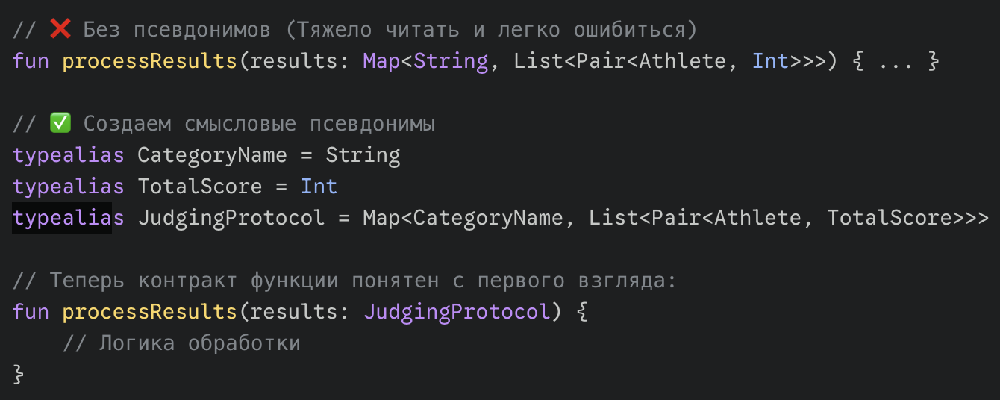 // ❌ Без псевдонимов (Тяжело читать и легко ошибиться)
fun processResults(results: Map<String, List<Pair<Athlete, Int>>>) { ... }
// ✅ Создаем смысловые псевдонимы
typealias CategoryName = String
typealias TotalScore = Int
typealias JudgingProtocol = Map<CategoryName, List<Pair<Athlete, TotalScore>>>
// Теперь контракт функции понятен с первого взгляда:
fun processResults(results: JudgingProtocol) {
    // Логика обработки
}